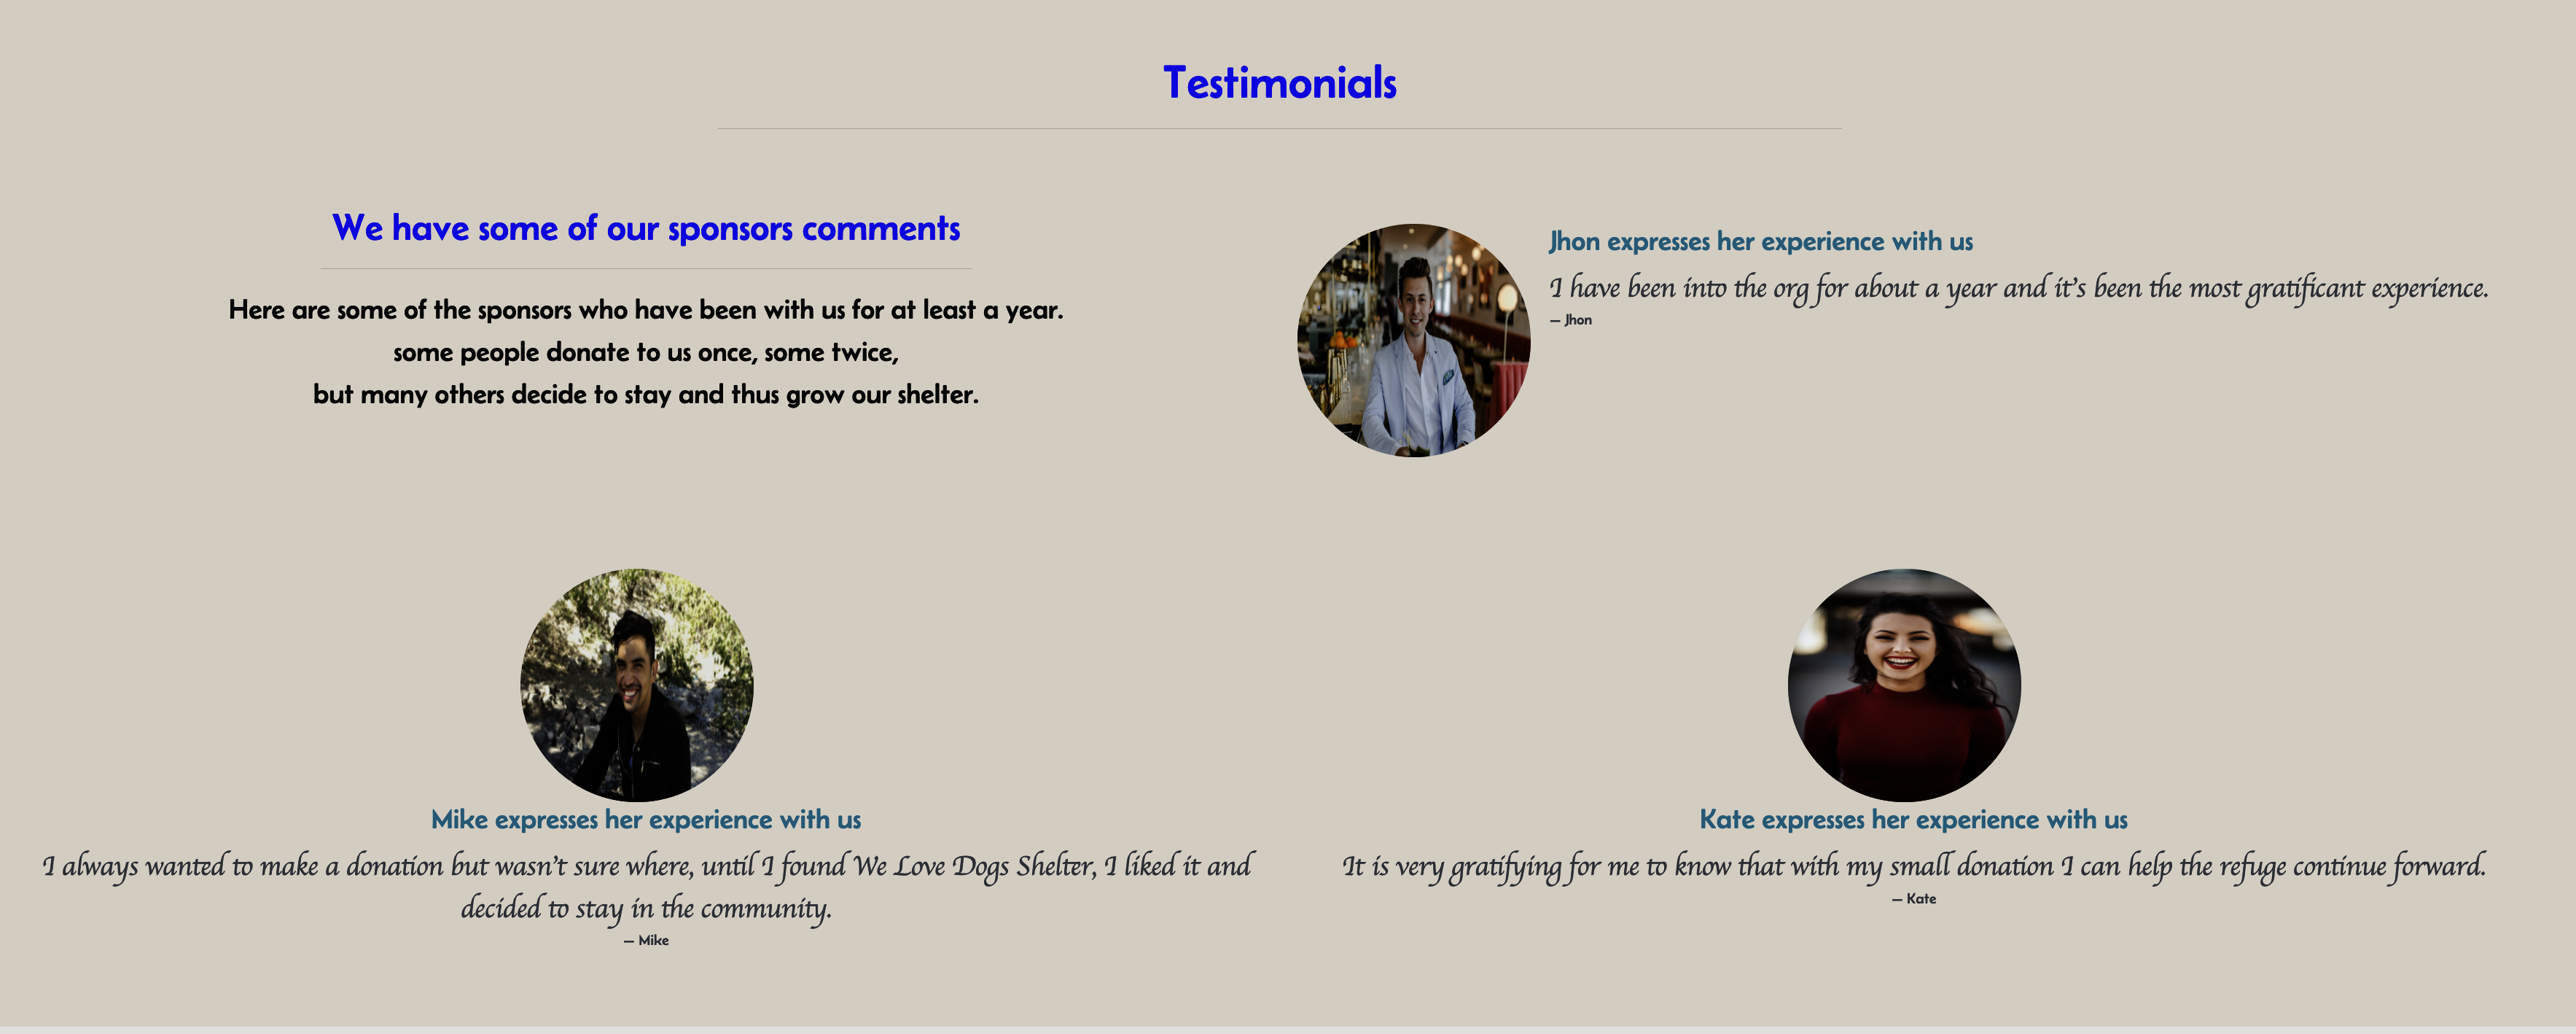 Testimonials
We have some of our sponsors comments
Here are some of the sponsors who have been with us for at least a year.
some people donate to us once, some twice,
but many others decide to stay and thus grow our shelter.
Jhon expresses her experience with us
I have been into the org for about a year and it's been the most gratificant experience.
— Jhon
Mike expresses her experience with us
I always wanted to make a donation but wasn't sure where, until I found We Love Dogs Shelter, I liked it and
decided to stay in the community.
— Mike
Kate expresses her experience with us
It is very gratifying for me to know that with my small donation I can help the refuge continue forward.
— Kate